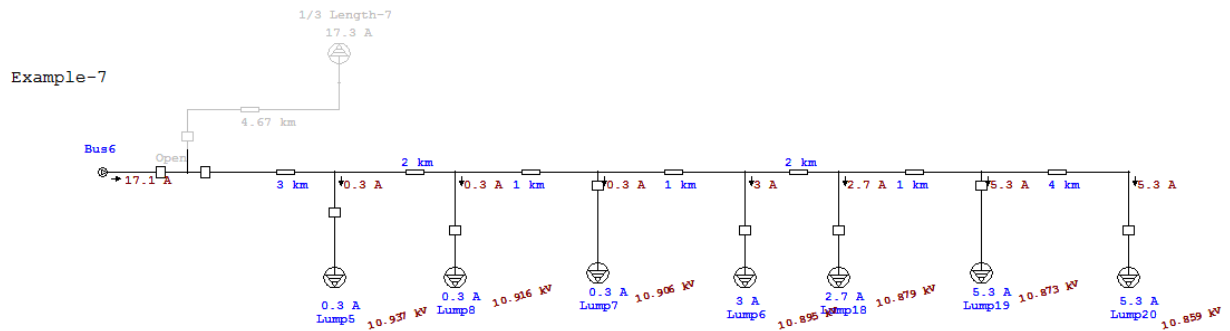 1/3 Length-7
17.3 A
Example-7
4.67 km
Bus6
Open
17.1 A
3 km
0.3 A
2 km
0.3 A
1 km
0.3 A
1 km
3 A
2 km
2.7 A
1 km
5.3 A
4 km
5.3 A
0.3 A
Lump5
10.937 kV
0.3 A
Lump8
10.916 kV
0.3 A
Lump7
10.906 kV
3 A
Lump6
10.895 kV
2.7 A
Lump18
10.879 kV
5.3 A
Lump19
10.873 kV
5.3 A
Lump20
10.859 kV